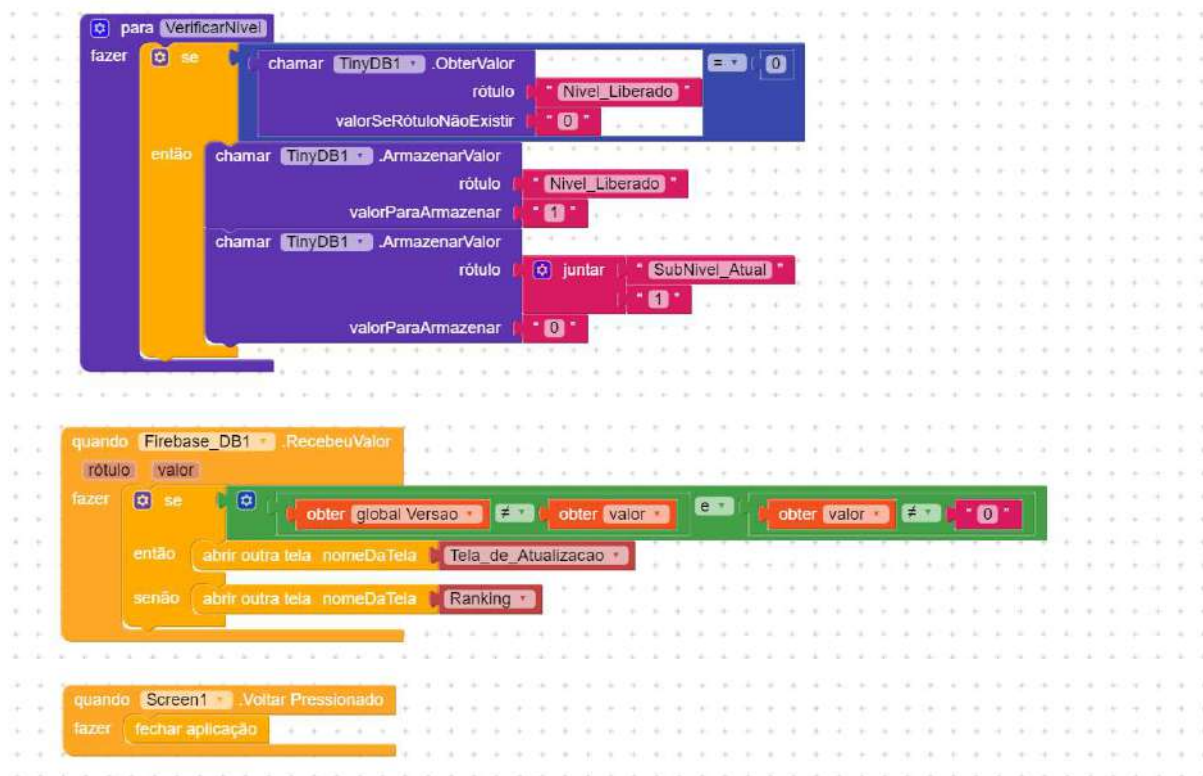 para VerificarNivel
fazer se chamar TinyDB1 .ObterValor = 0
rótulo " Nivel_Liberado "
valorSeRótuloNãoExistir " 0 "
então chamar TinyDB1 .ArmazenarValor
rótulo " Nivel_Liberado "
valorParaArmazenar " 1 "
chamar TinyDB1 .ArmazenarValor
rótulo juntar " SubNivel_Atual "
" 1 "
valorParaArmazenar " 0 "
quando Firebase_DB1 .RecebeuValor
rótulo valor
fazer se obter global Versao ≠ obter valor e obter valor ≠ " 0 "
então abrir outra tela nomeDaTela Tela_de_Atualizacao
senão abrir outra tela nomeDaTela Ranking
quando Screen1 .Voltar Pressionado
fazer fechar aplicação